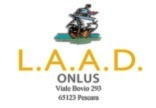 L.A.A.D.
ONLUS
Viale Bovio 293
65123 Pescara